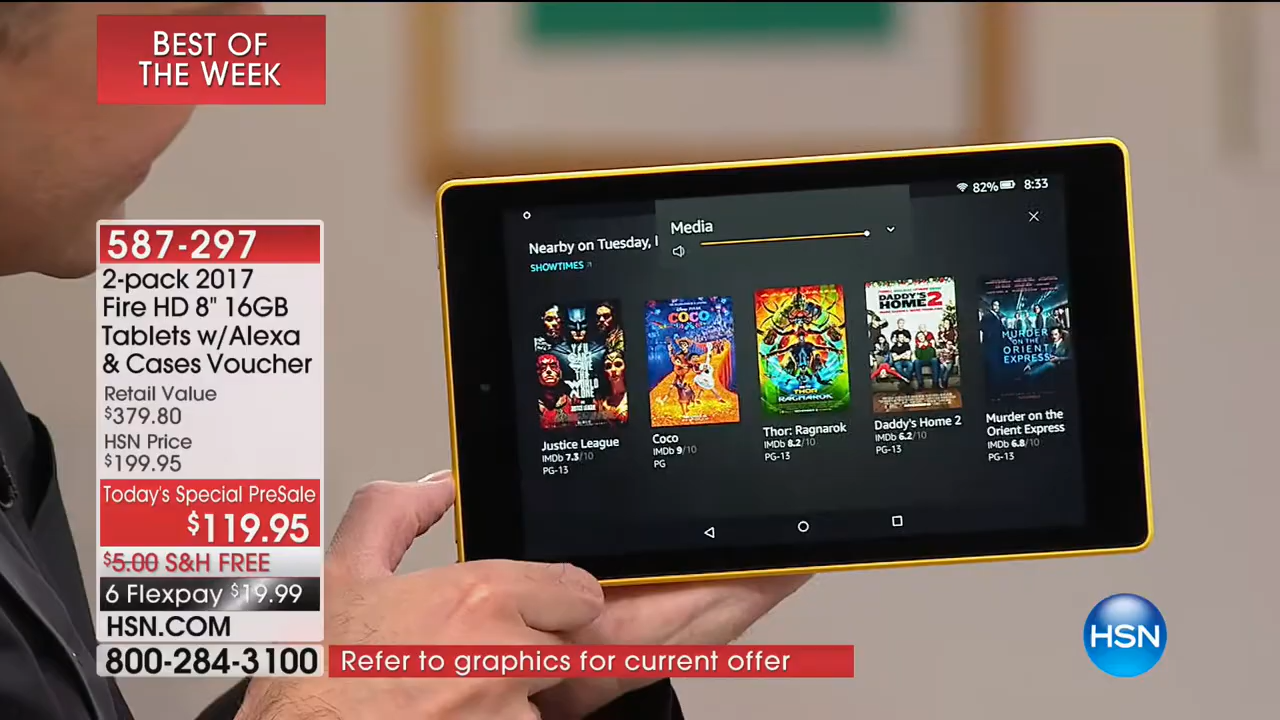 BEST OF
THE WEEK
587-297
2-pack 2017
Fire HD 8" 16GB
Tablets w/Alexa
& Cases Voucher
Retail Value
$379.80
HSN Price
$199.95
Today's Special PreSale
$119.95
$5.00 S&H FREE
6 Flexpay $19.99
HSN.COM
800-284-3100
Refer to graphics for current offer
HSN
82% 8:33
Media
Nearby on Tuesday,
SHOWTIMES
COCO
THOR
RAGNAROK
DADDY'S
HOME 2
MURDER
ON THE
ORIENT
EXPRESS
Justice League
IMDb 7.3/10
PG-13
Coco
IMDb 9/10
PG
Thor: Ragnarok
IMDb 8.2/10
PG-13
Daddy's Home 2
IMDb 6.2/10
PG-13
Murder on the
Orient Express
IMDb 6.8/10
PG-13